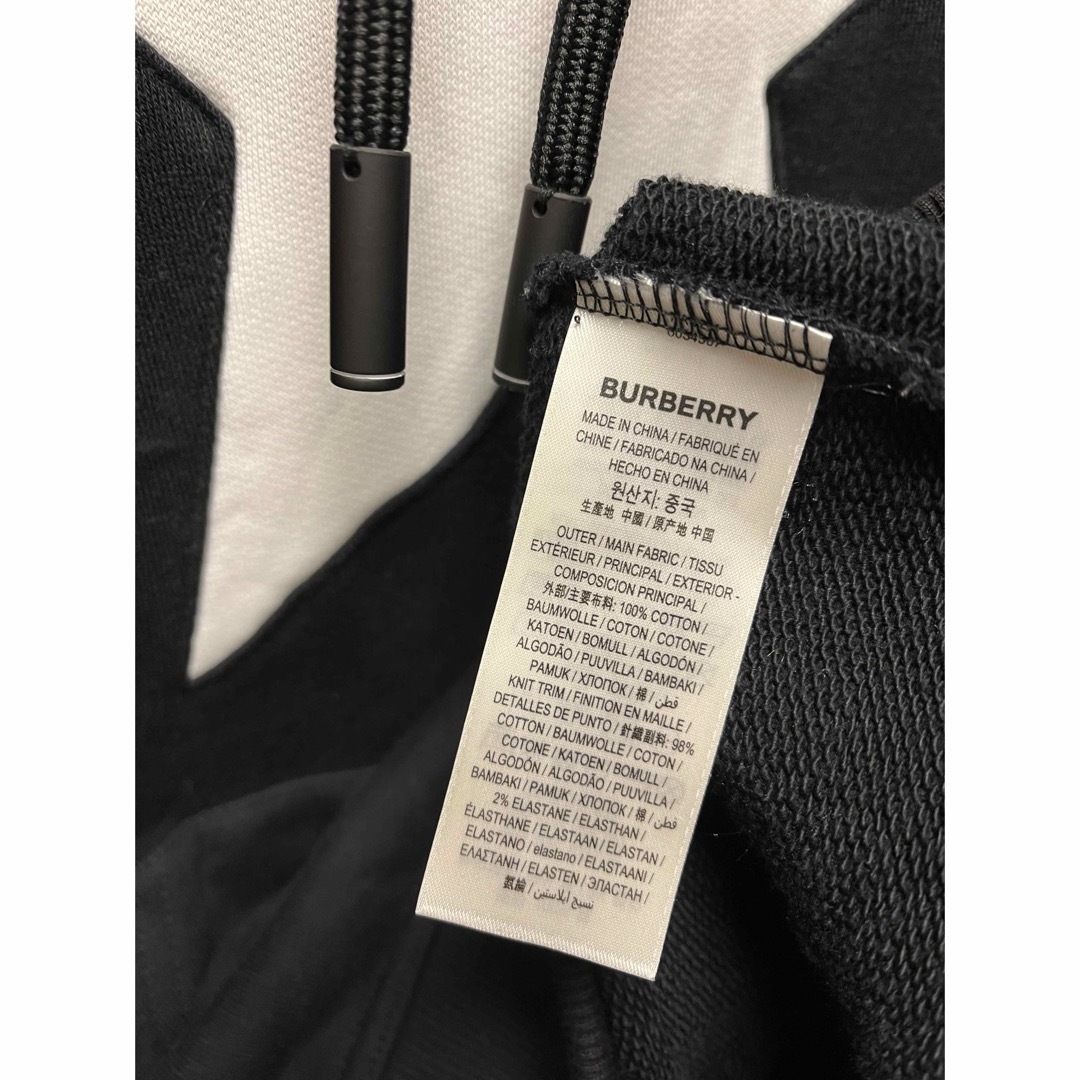 BURBERRY
MADE IN CHINA / FABRIQUÉ EN
CHINE / FABRICADO NA CHINA /
HECHO EN CHINA
원산지: 중국
生產地 中國 / 原产地 中国
OUTER / MAIN FABRIC / TISSU
EXTÉRIEUR / PRINCIPAL / EXTERIOR -
COMPOSICION PRINCIPAL /
外部/主要布料: 100% COTTON /
BAUMWOLLE / COTON / COTONE /
KATOEN / BOMULL / ALGODÓN /
ALGODÃO / PUUVILLA / BAMBAKI /
PAMUK / ХЛОПОК / 棉 / قطن /
KNIT TRIM / FINITION EN MAILLE /
DETALLES DE PUNTO / 針織副料: 98%
COTTON / BAUMWOLLE / COTON /
COTONE / KATOEN / BOMULL /
ALGODÓN / ALGODÃO / PUUVILLA /
BAMBAKI / PAMUK / ХЛОПОК / 棉 / قطن /
2% ELASTANE / ELASTHAN /
ÉLASTHANE / ELASTAAN / ELASTAN /
ELASTANO / elastano / ELASTAANI /
ΕΛΑΣΤΑΝΗ / ELASTEN / ЭЛАСТАН /
氨綸 / نسيج ايلاستين